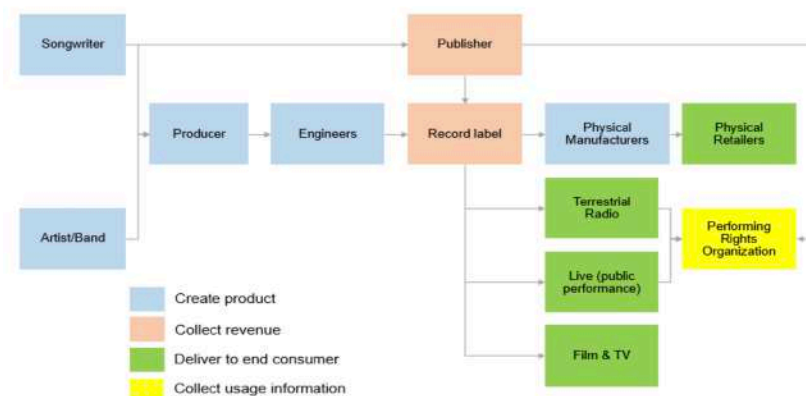 Songwriter
Publisher
Producer
Engineers
Record label
Physical
Manufacturers
Physical
Retailers
Terrestrial
Radio
Performing
Rights
Organization
Artist/Band
Live (public
performance)
Film & TV
Create product
Collect revenue
Deliver to end consumer
Collect usage information